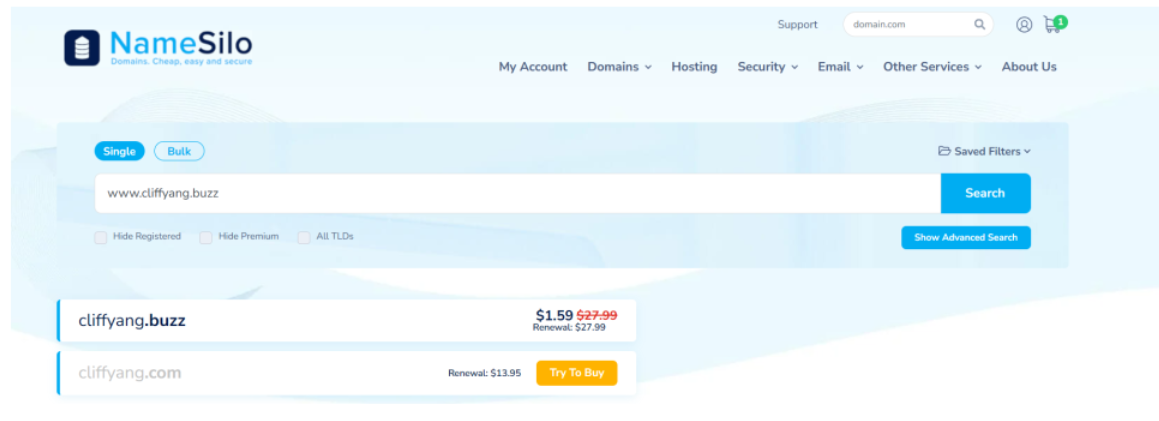 Support domain.com 1
NameSilo
Domains. Cheap, easy and secure
My Account Domains Hosting Security Email Other Services About Us
Single Bulk Saved Filters
www.cliffyang.buzz Search
Hide Registered Hide Premium All TLDs Show Advanced Search
cliffyang.buzz $1.59 $27.99
Renewal: $27.99
cliffyang.com Renewal: $13.95 Try To Buy